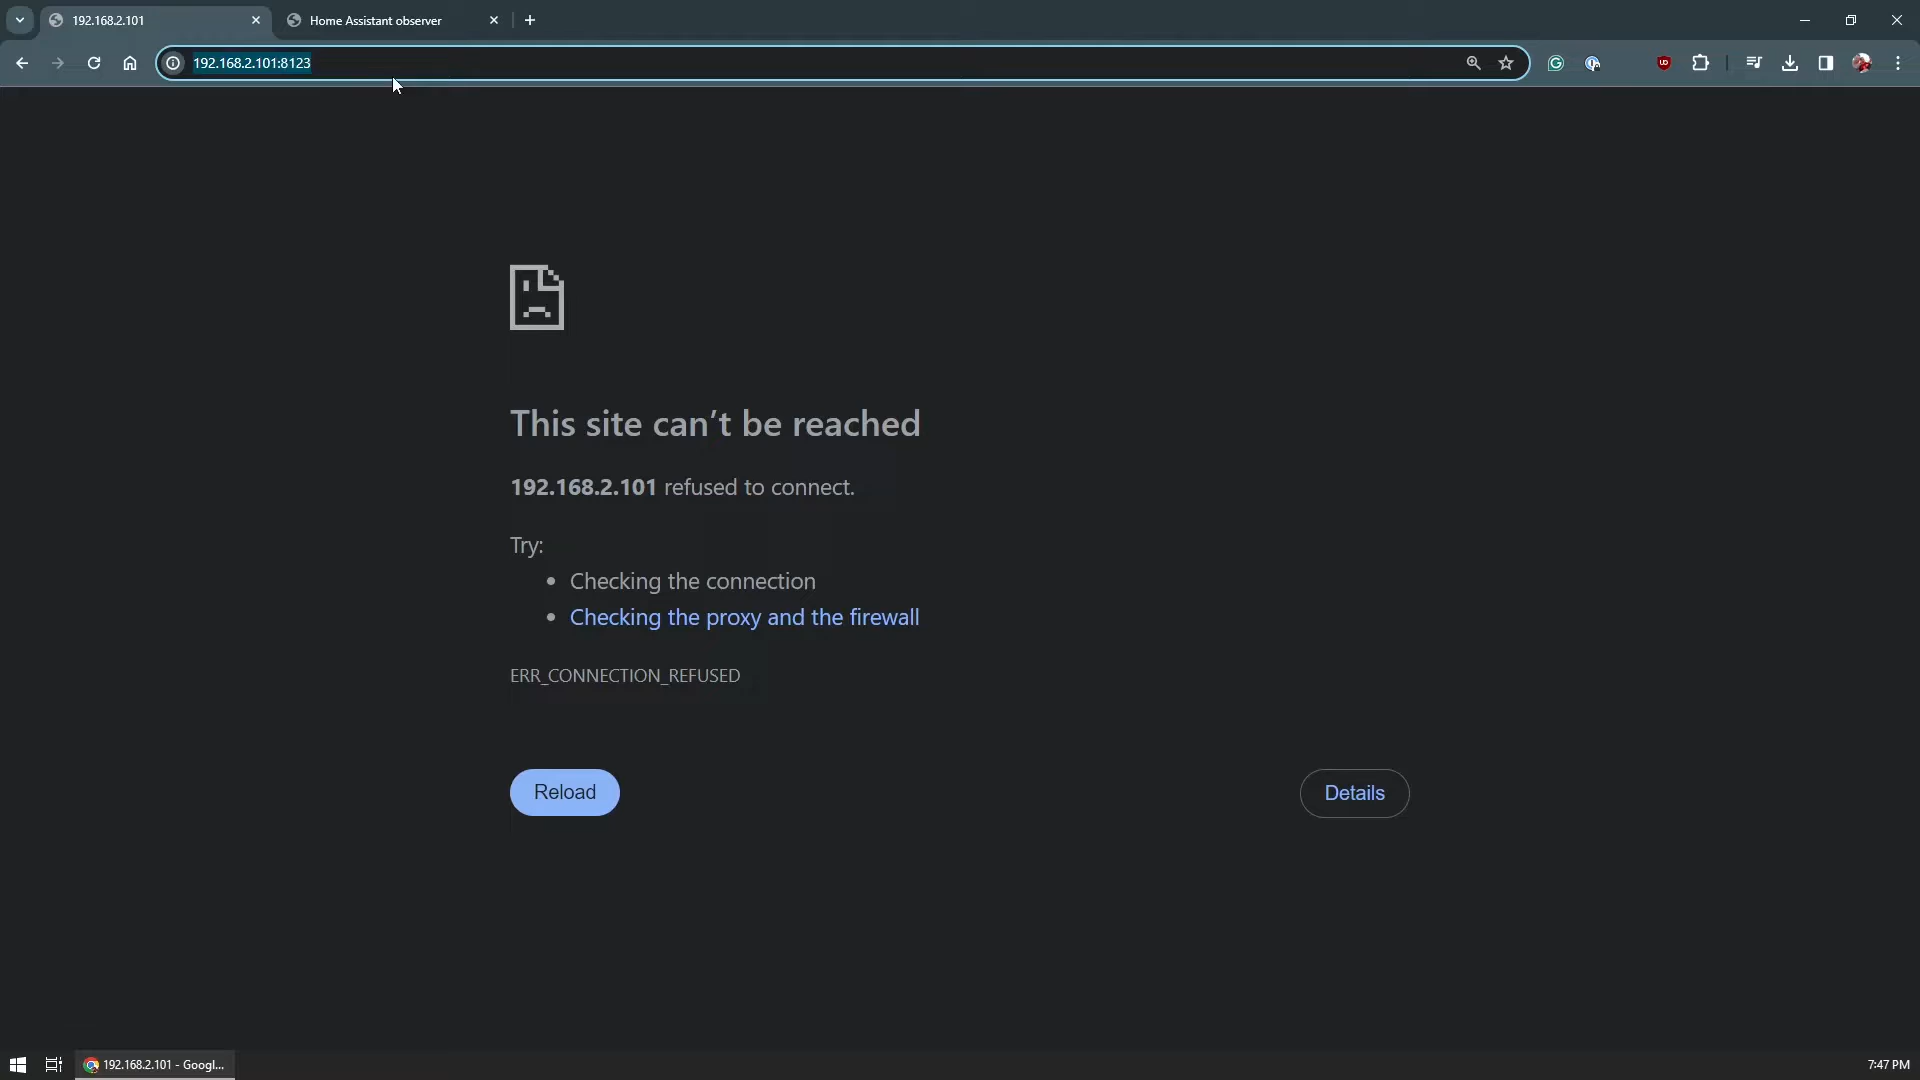 192.168.2.101
Home Assistant observer
192.168.2.101:8123
This site can’t be reached
192.168.2.101 refused to connect.
Try:
Checking the connection
Checking the proxy and the firewall
ERR_CONNECTION_REFUSED
Reload
Details
192.168.2.101 - Googl...
7:47 PM